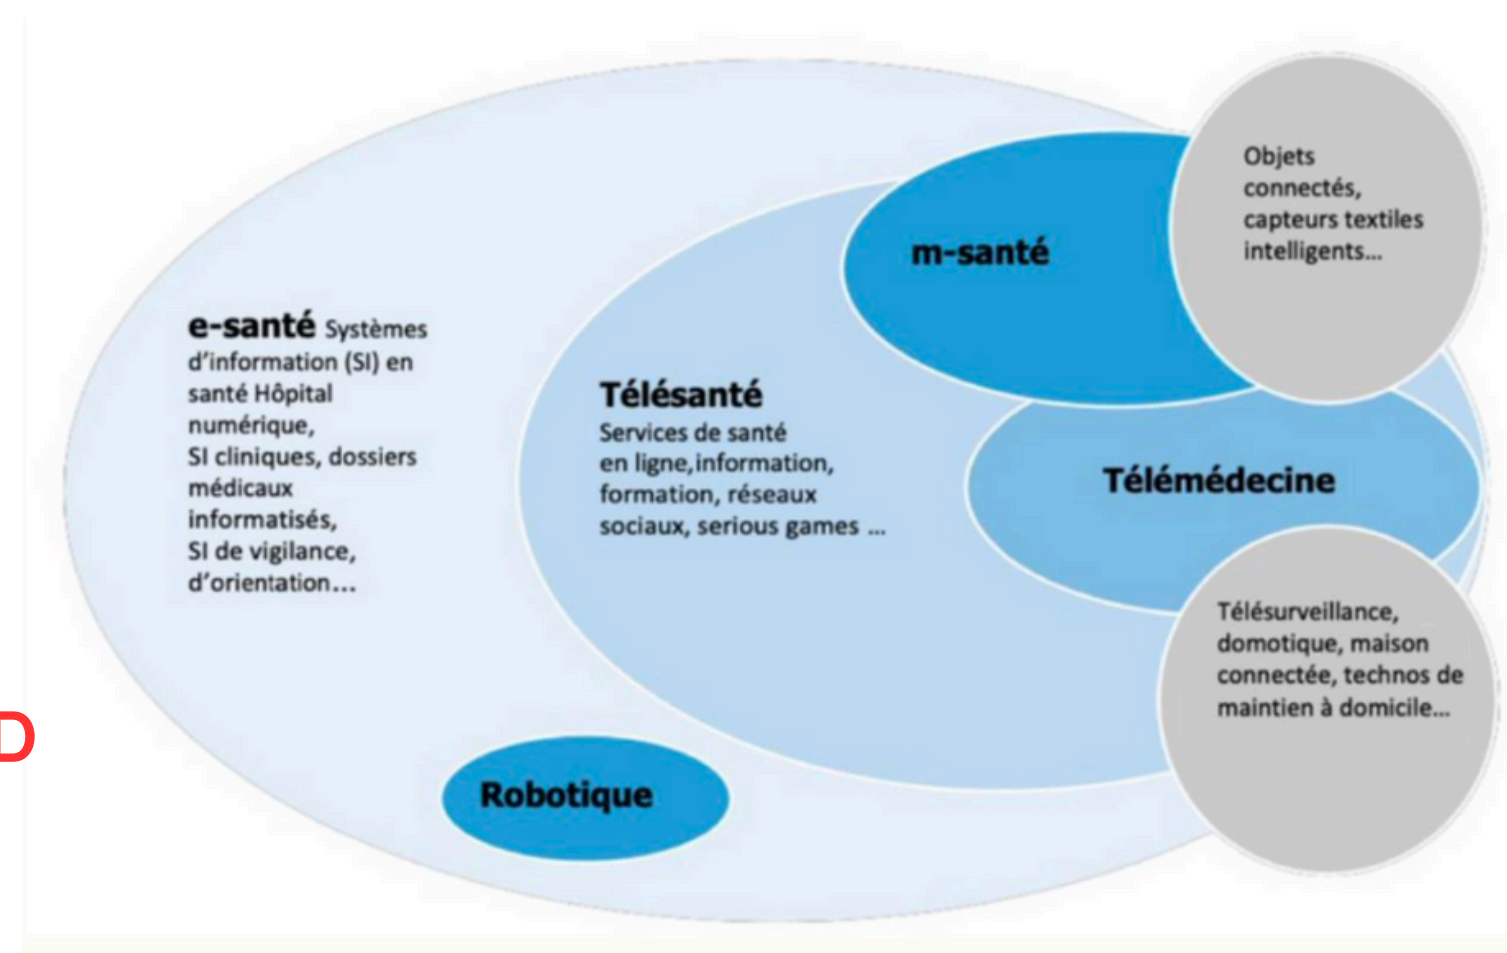 e-santé Systèmes
d'information (SI) en
santé Hôpital
numérique,
SI cliniques, dossiers
médicaux
informatisés,
SI de vigilance,
d'orientation...
Télésanté
Services de santé
en ligne,information,
formation, réseaux
sociaux, serious games ...
m-santé
Objets
connectés,
capteurs textiles
intelligents...
Télémédecine
Télésurveillance,
domotique, maison
connectée, technos de
maintien à domicile...
Robotique
D